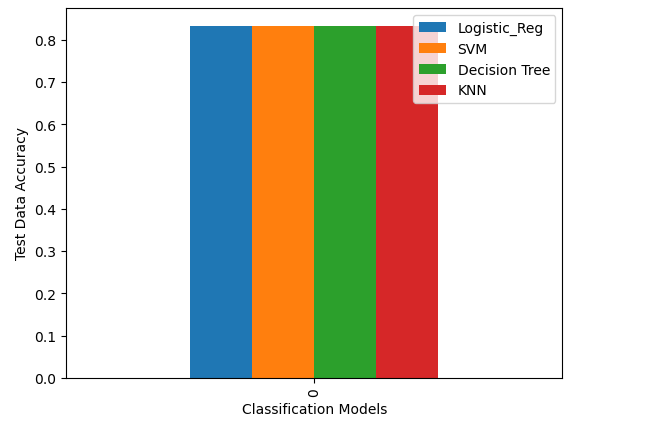 Logistic_Reg
SVM
Decision Tree
KNN
0.8
0.7
0.6
0.5
0.4
0.3
0.2
0.1
0.0
Test Data Accuracy
0
Classification Models